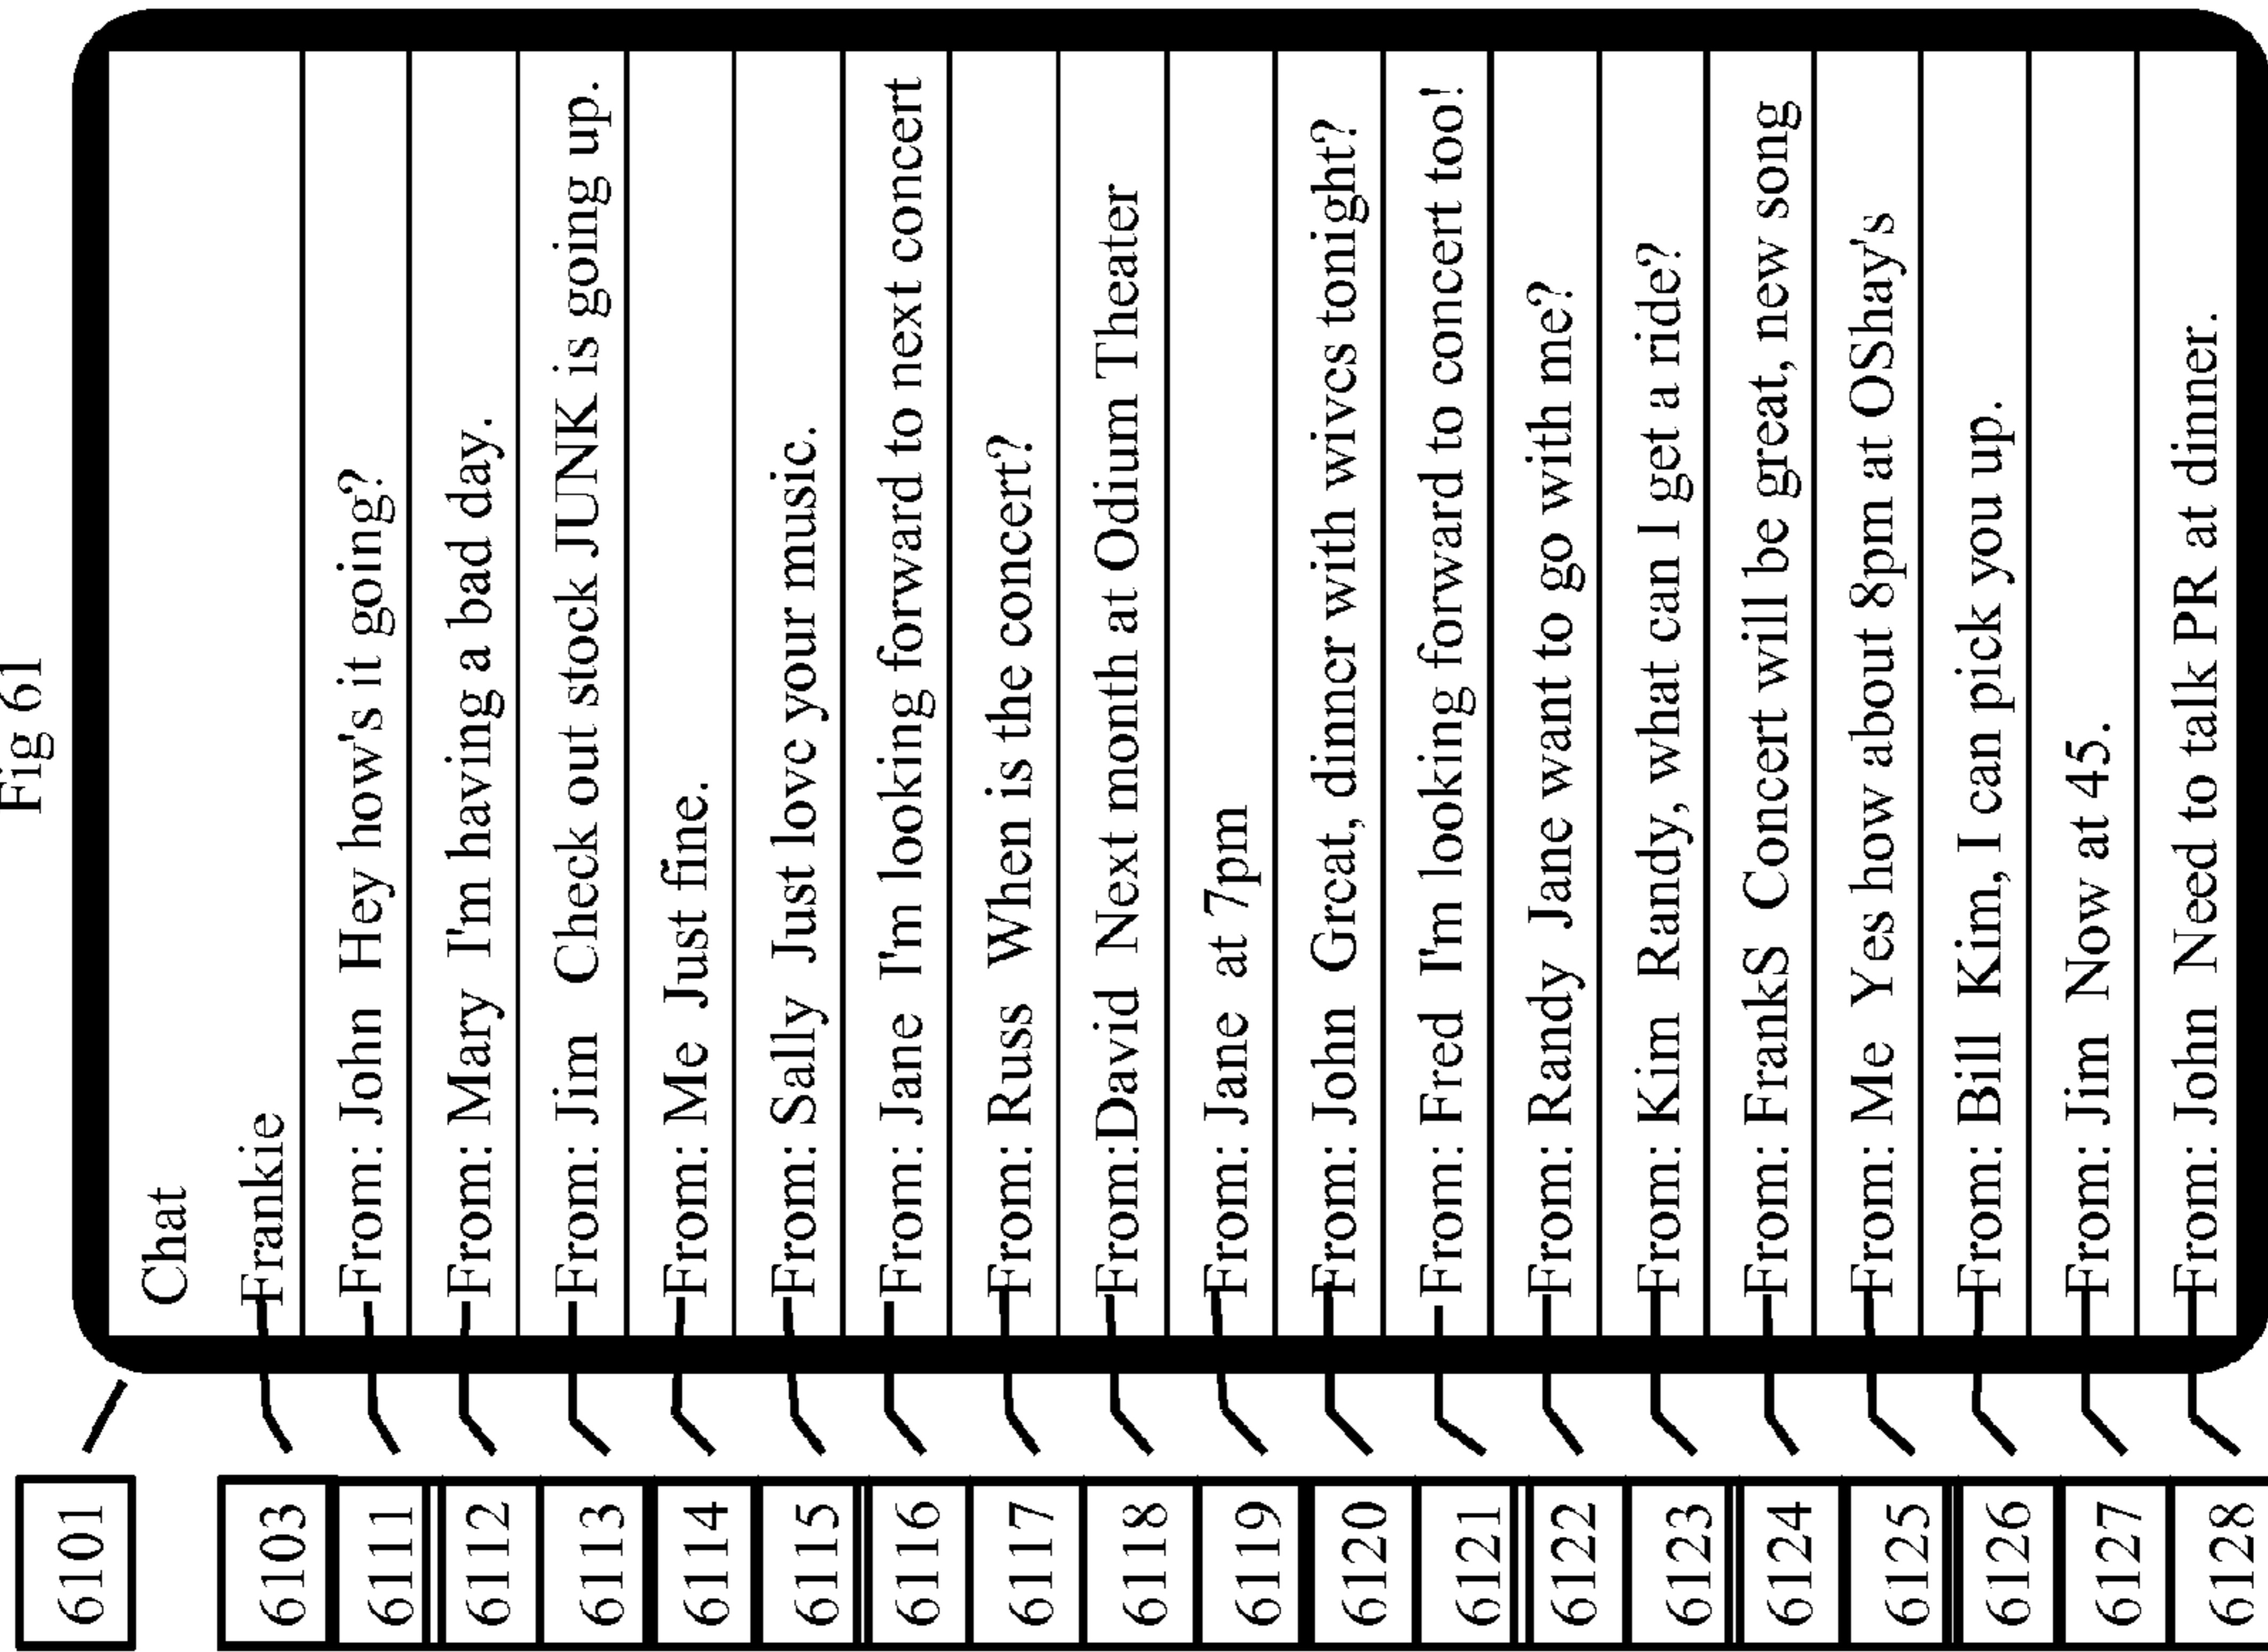 Fig 61
6101
Chat
6103 Frankie
6111 From: John Hey how's it going?
6112 From: Mary I'm having a bad day.
6113 From: Jim Check out stock JUNK is going up.
6114 From: Me Just fine.
6115 From: Sally Just love your music.
6116 From: Jane I'm looking forward to next concert
6117 From: Russ When is the concert?
6118 From:David Next month at Odium Theater
6119 From: Jane at 7pm
6120 From: John Great, dinner with wives tonight?
6121 From: Fred I'm looking forward to concert too!
6122 From: Randy Jane want to go with me?
6123 From: Kim Randy, what can I get a ride?
6124 From: FrankS Concert will be great, new song
6125 From: Me Yes how about 8pm at OShay's
6126 From: Bill Kim, I can pick you up.
6127 From: Jim Now at 45.
6128 From: John Need to talk PR at dinner.